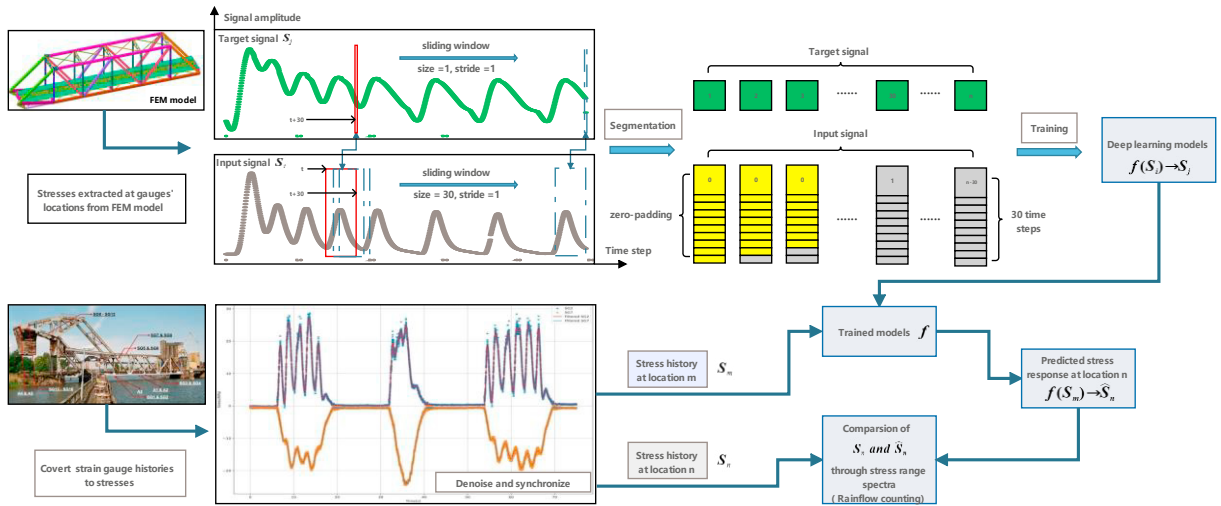 Signal amplitude
Target signal S_j
sliding window
size =1, stride =1
t+30
FEM model
Stresses extracted at gauges'
locations from FEM model
Input signal S_i
t
t+30
sliding window
size = 30, stride =1
Time step
Segmentation
Target signal
......
......
Input signal
0
0
0
1
zero-padding
......
......
30 time
steps
Training
Deep learning models
f(S_i)→S_j
Covert strain gauge histories
to stresses
Denoise and synchronize
Stress history
at location m
S_m
Stress history
at location n
S_n
Trained models f
Predicted stress
response at location n
f(S_m)→Ŝ_n
Comparsion of
S_n and Ŝ_n
through stress range
spectra
( Rainflow counting)